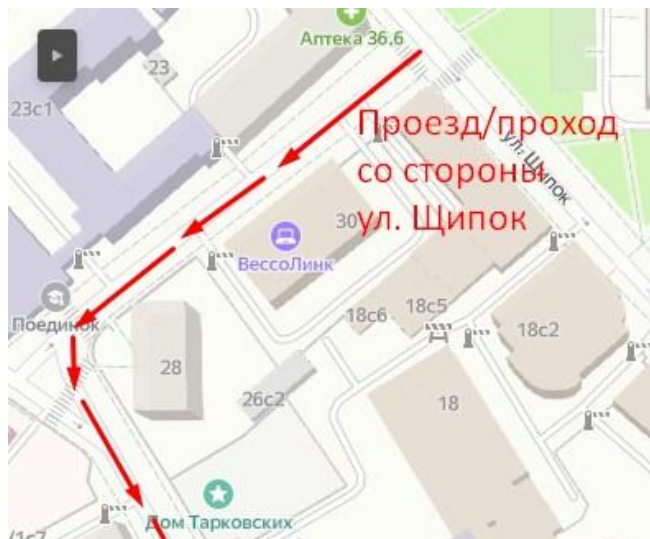 Аптека 36,6
23
23с1
Проезд/проход
со стороны
ул. Щипок
ул. Щипок
30
ВессоЛинк
Поединок
18с6
18с5
18с2
28
26с2
18
Дом Тарковских
/1с7